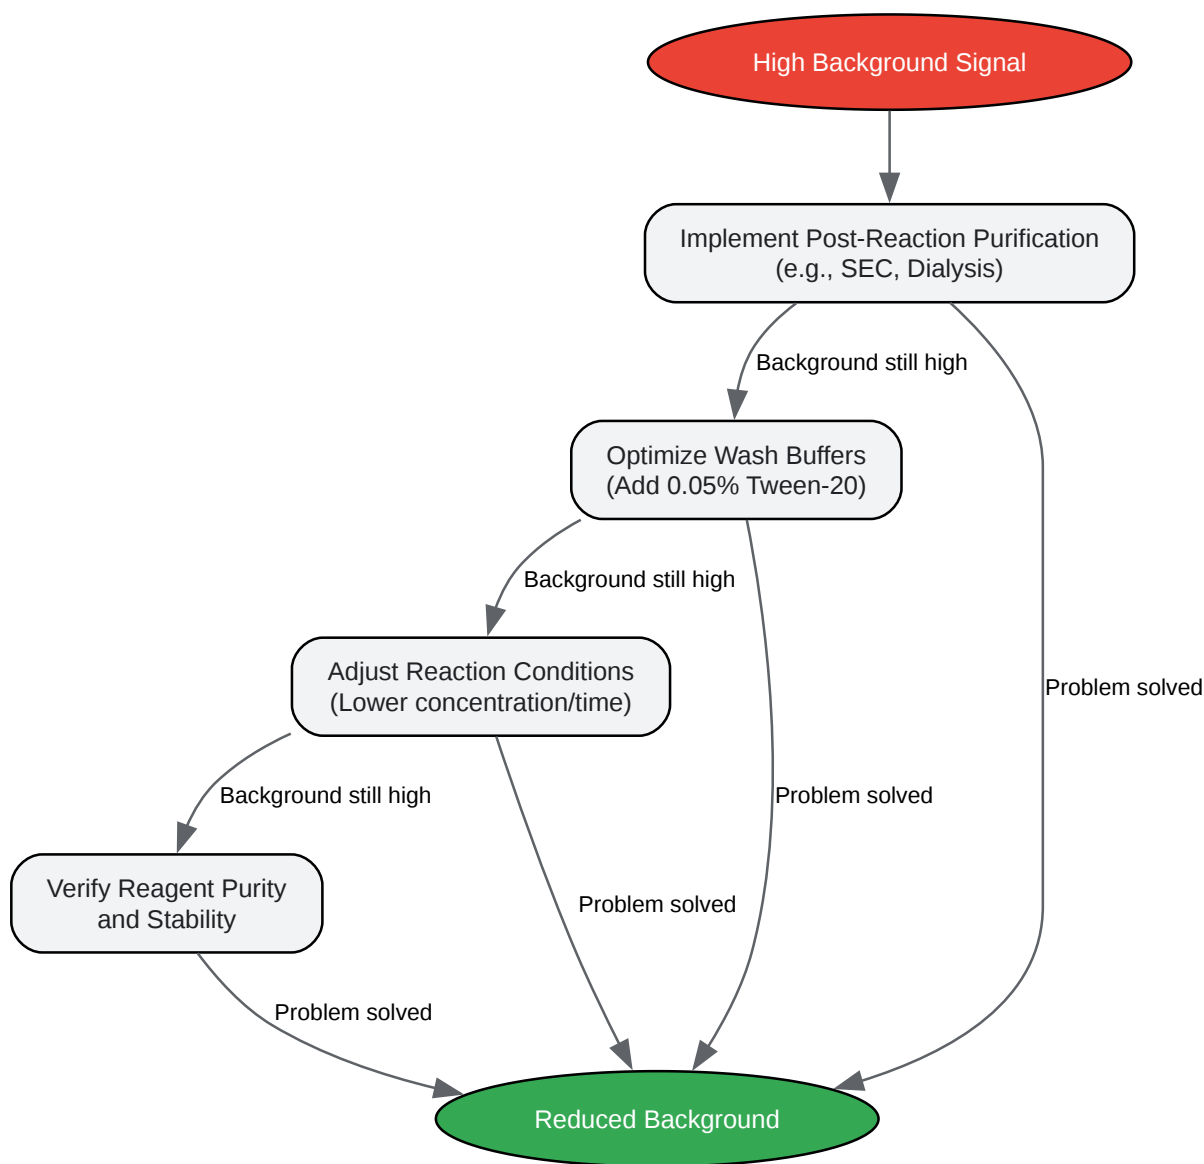 High Background Signal
Implement Post-Reaction Purification
(e.g., SEC, Dialysis)
Background still high
Optimize Wash Buffers
(Add 0.05% Tween-20)
Background still high
Adjust Reaction Conditions
(Lower concentration/time)
Problem solved
Background still high
Problem solved
Verify Reagent Purity
and Stability
Problem solved
Problem solved
Reduced Background